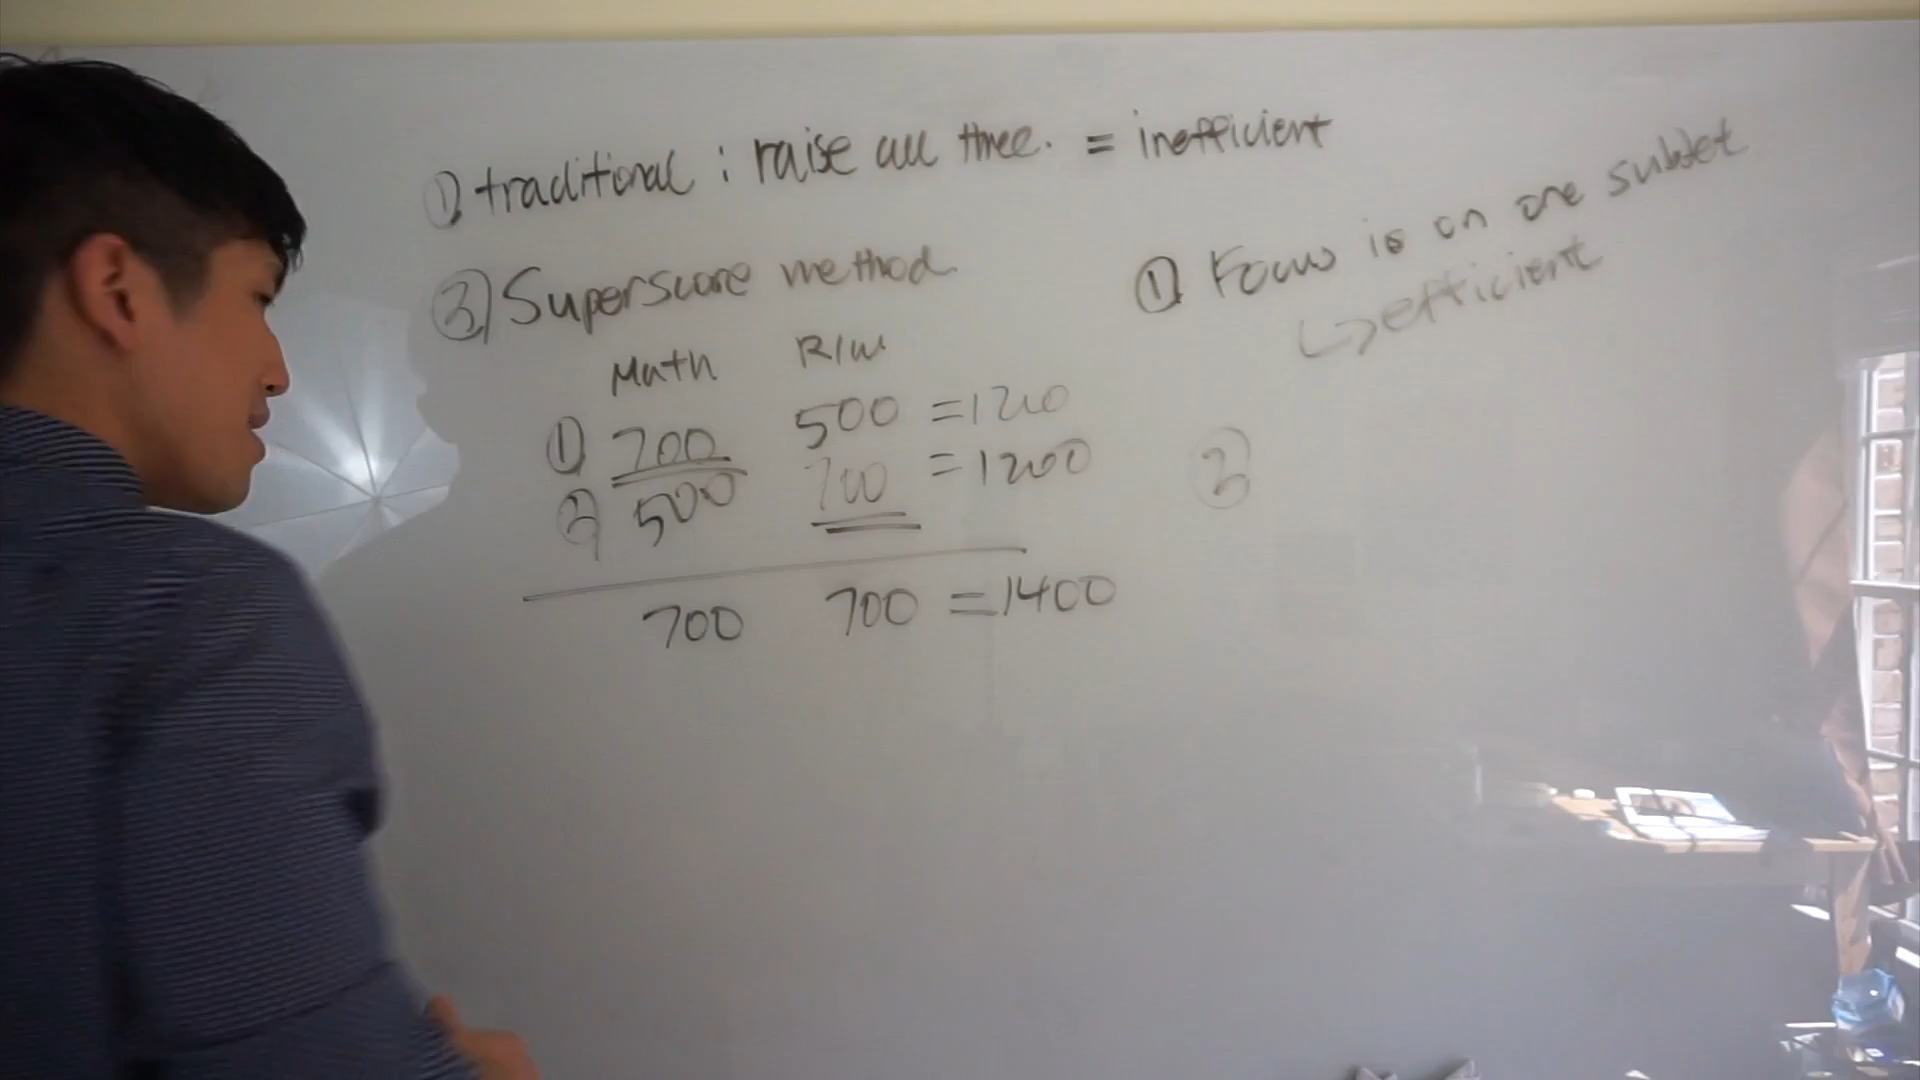 ① traditional : raise all three. = inefficient
② Superscore method
Math R/W
① 700 500 = 1200
② 500 700 = 1200
700 700 = 1400
① Focus is on one subset
↳ efficient
②